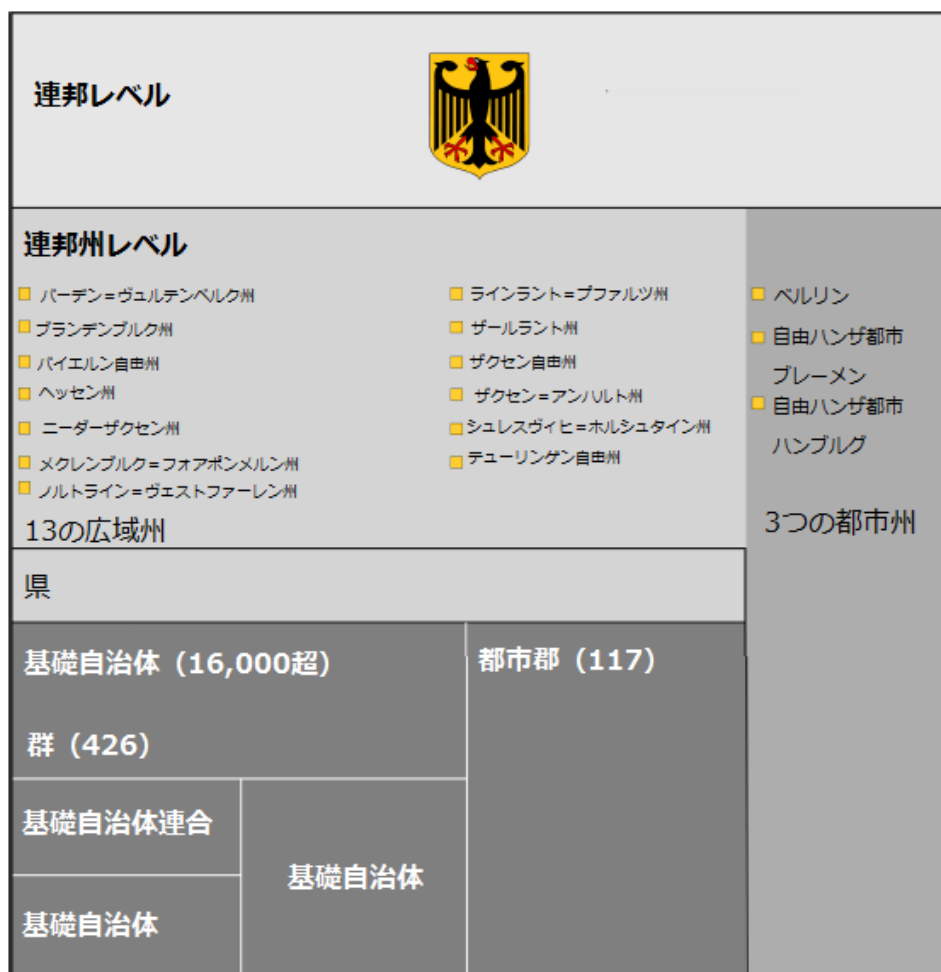 連邦レベル
連邦州レベル
バーデン=ヴュルテンベルク州
ブランデンブルク州
バイエルン自由州
ヘッセン州
ニーダーザクセン州
メクレンブルク=フォアポンメルン州
ノルトライン=ヴェストファーレン州
ラインラント=プファルツ州
ザールラント州
ザクセン自由州
ザクセン=アンハルト州
シュレスヴィヒ=ホルシュタイン州
テューリンゲン自由州
13の広域州
ベルリン
自由ハンザ都市
ブレーメン
自由ハンザ都市
ハンブルグ
3つの都市州
県
基礎自治体（16,000超）
群（426）
都市郡（117）
基礎自治体連合
基礎自治体
基礎自治体